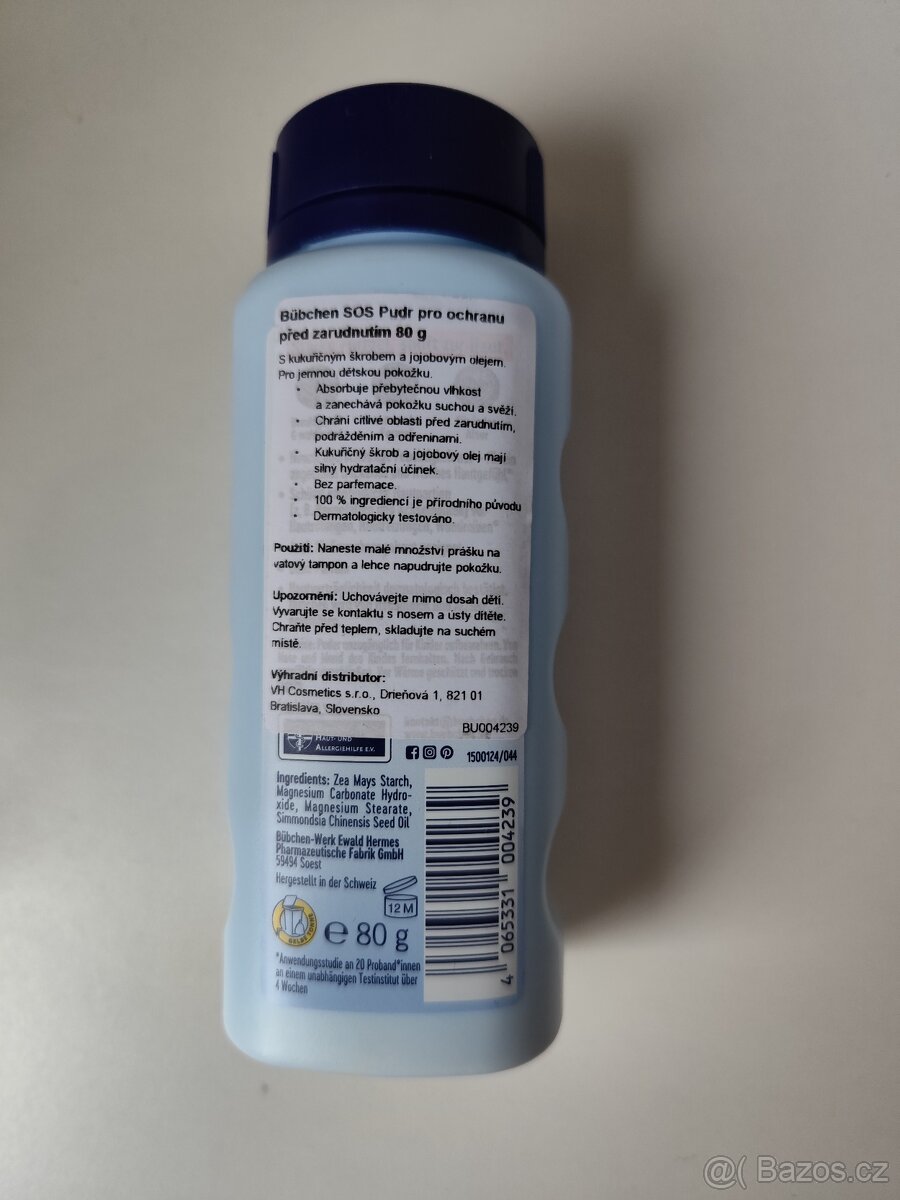 Bübchen SOS Pudr pro ochranu
před zarudnutím 80 g
S kukuřičným škrobem a jojobovým olejem.
Pro jemnou dětskou pokožku.
• Absorbuje přebytečnou vlhkost
a zanechává pokožku suchou a svěží.
• Chrání citlivé oblasti před zarudnutím,
podrážděním a odřeninami.
• Kukuřičný škrob a jojobový olej mají
silný hydratační účinek.
• Bez parfemace.
• 100 % ingrediencí je přírodního původu
• Dermatologicky testováno.
Použití: Naneste malé množství prášku na
vatový tampon a lehce napudrujte pokožku.
Upozornění: Uchovávejte mimo dosah dětí.
Vyvarujte se kontaktu s nosem a ústy dítěte.
Chraňte před teplem, skladujte na suchém
místě.
Výhradní distributor:
VH Cosmetics s.r.o., Drieňová 1, 821 01
Bratislava, Slovensko
BU004239
HAUT- UND
ALLERGIEHILFE E.V.
1500124/044
Ingredients: Zea Mays Starch,
Magnesium Carbonate Hydro-
xide, Magnesium Stearate,
Simmondsia Chinensis Seed Oil
Bübchen-Werk Ewald Hermes
Pharmazeutische Fabrik GmbH
59494 Soest
Hergestellt in der Schweiz
12 M
GELBE TONNE
e 80 g
*Anwendungsstudie an 20 Proband*innen
an einem unabhängigen Testinstitut über
4 Wochen
4 065331 004239
@( Bazos.cz